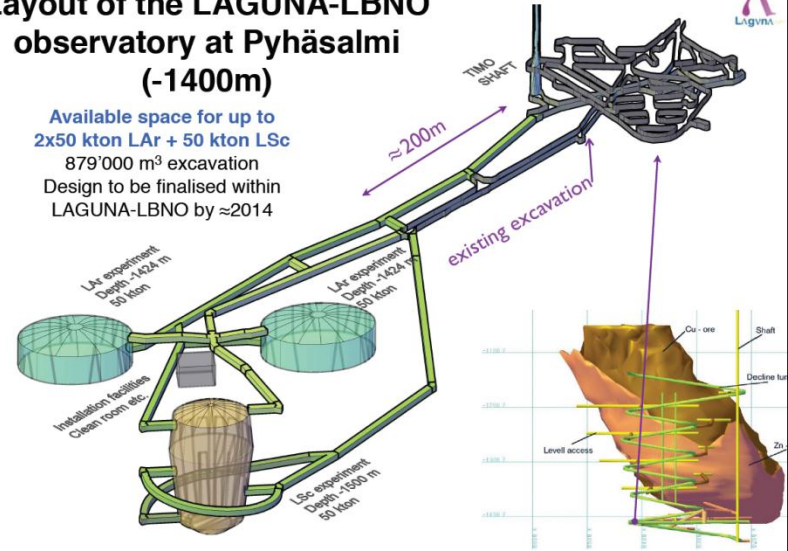 Layout of the LAGUNA-LBNO
observatory at Pyhäsalmi
(-1400m)
Available space for up to
2x50 kton LAr + 50 kton LSc
879'000 m³ excavation
Design to be finalised within
LAGUNA-LBNO by ≈2014
Laguna
TIMO
SHAFT
≈200m
existing excavation
LAr experiment
Depth -1424 m
50 kton
LAr experiment
Depth -1424 m
50 kton
Installation facilities
Clean room etc.
LSc experiment
Depth -1500 m
50 kton
Cu - ore
Shaft
Decline tun
Levell access
Zn -